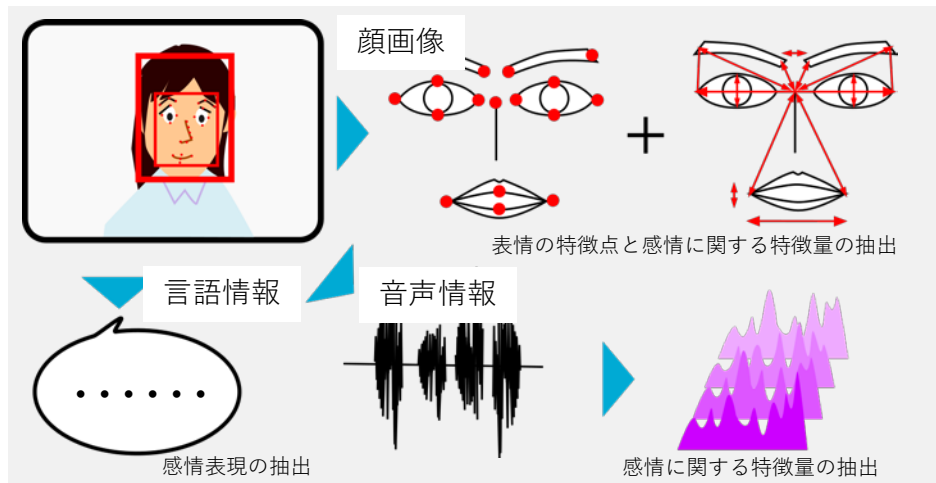 顔画像
表情の特徴点と感情に関する特徴量の抽出
言語情報
音声情報
感情表現の抽出
感情に関する特徴量の抽出